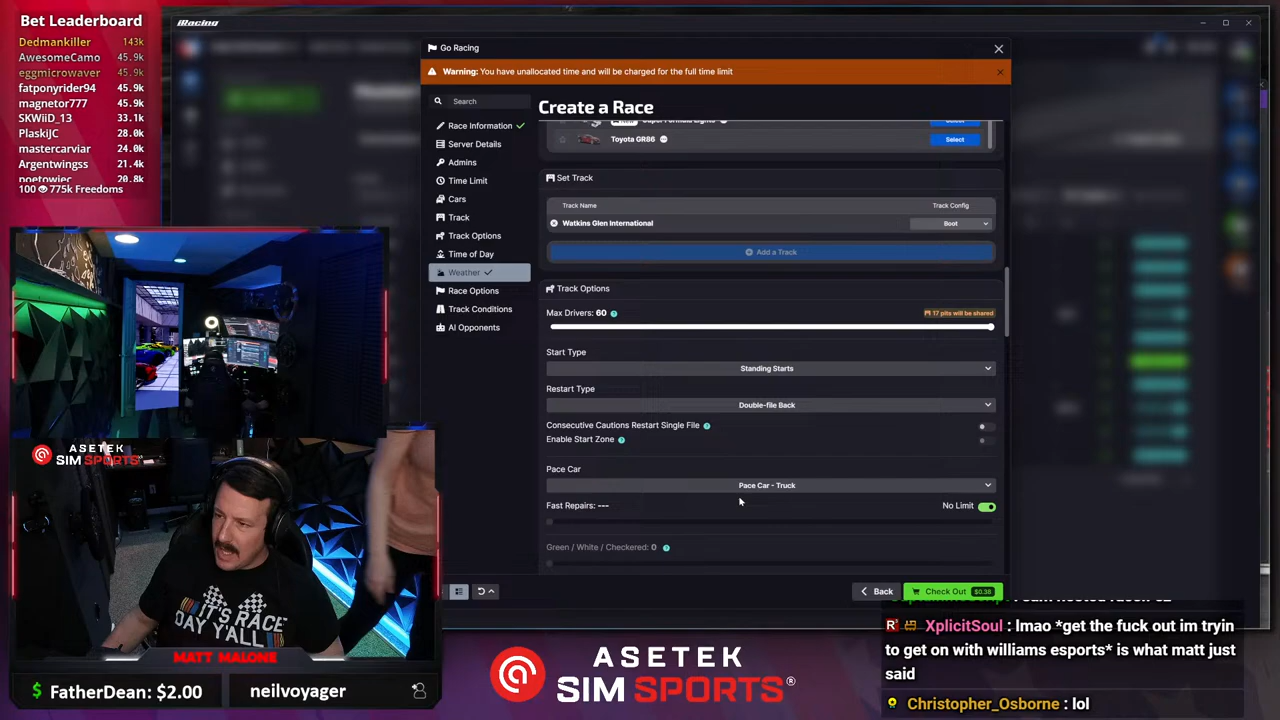 Bet Leaderboard
Dedmankiller 143k
AwesomeCamo 45.9k
eggmicrowaver 45.9k
fatponyrider94 45.9k
magnetor777 45.9k
SKWiiD_13 33.1k
PlaskiJC 28.0k
mastercarviar 24.0k
Argentwingss 21.4k
poetowiec 20.8k
100 775k Freedoms
iRacing
Go Racing
Warning: You have unallocated time and will be charged for the full time limit
Search
Race Information
Server Details
Admins
Time Limit
Cars
Track
Track Options
Time of Day
Weather
Race Options
Track Conditions
AI Opponents
Create a Race
Super Formula Lights
Select
Toyota GR86
Select
Set Track
Track Name Track Config
Watkins Glen International Boot
Add a Track
Track Options
Max Drivers: 60 17 pits will be shared
Start Type
Standing Starts
Restart Type
Double-file Back
Consecutive Cautions Restart Single File
Enable Start Zone
Pace Car
Pace Car - Truck
Fast Repairs: --- No Limit
Green / White / Checkered: 0
Back
Check Out $0.38
ASETEK
SIM SPORTS
IT'S RACE
DAY Y'ALL
MATT MALONE
$ FatherDean: $2.00
neilvoyager
ASETEK
SIM SPORTS®
XplicitSoul : lmao *get the fuck out im tryin
to get on with williams esports* is what matt just
said
Christopher_Osborne : lol